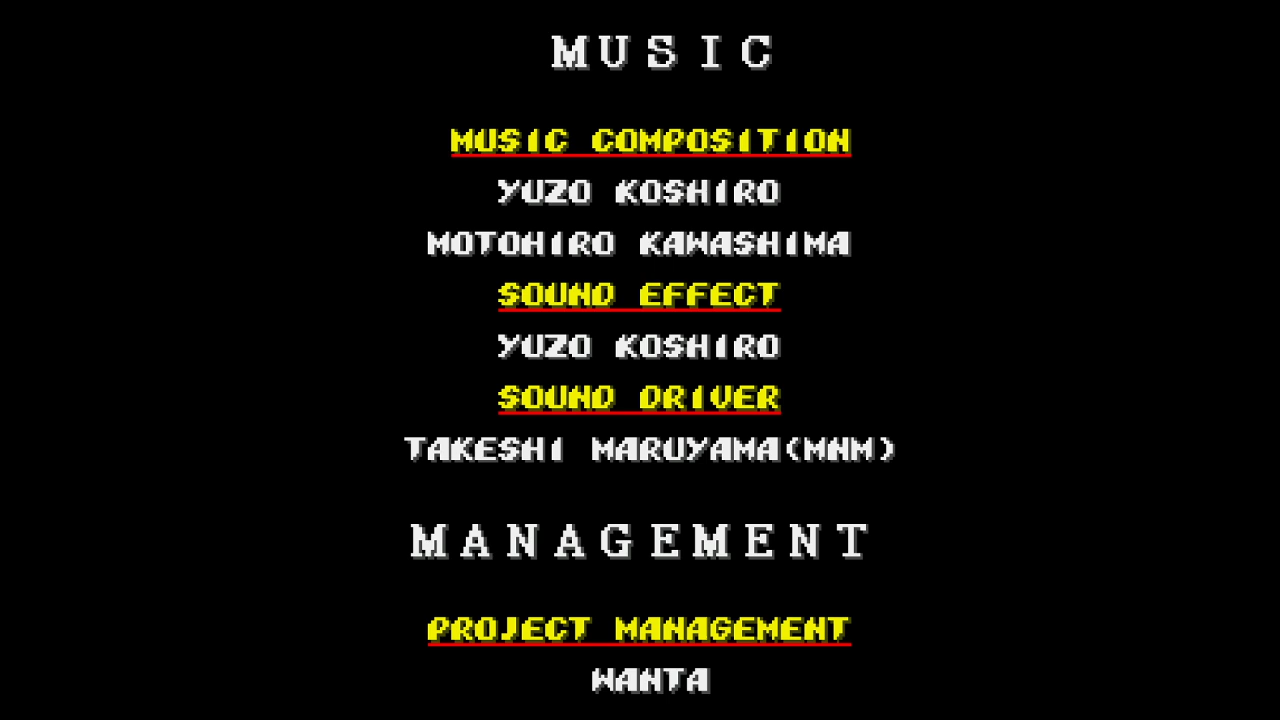 MUSIC
MUSIC COMPOSITION
YUZO KOSHIRO
MOTOHIRO KAWASHIMA
SOUND EFFECT
YUZO KOSHIRO
SOUND DRIVER
TAKESHI MARUYAMA(MNM)
MANAGEMENT
PROJECT MANAGEMENT
WANTA